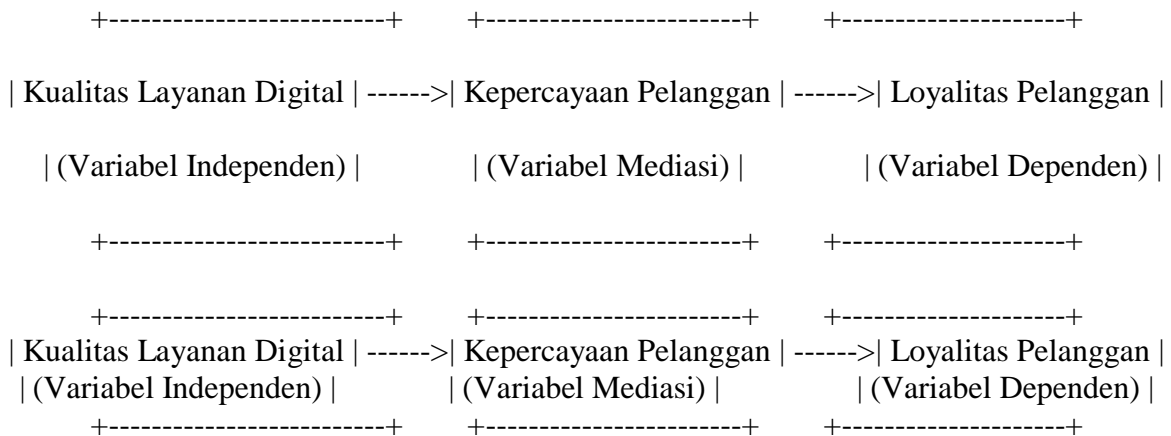 +--------------------------+ +------------------------+ +---------------------+
| Kualitas Layanan Digital | ------>| Kepercayaan Pelanggan | ------>| Loyalitas Pelanggan |
| (Variabel Independen) | | (Variabel Mediasi) | | (Variabel Dependen) |
+--------------------------+ +------------------------+ +---------------------+
+---------------------------+ +------------------------+ +---------------------+
| Kualitas Layanan Digital | ------>| Kepercayaan Pelanggan | ------>| Loyalitas Pelanggan |
| (Variabel Independen) | | (Variabel Mediasi) | | (Variabel Dependen) |
+---------------------------+ +------------------------+ +---------------------+